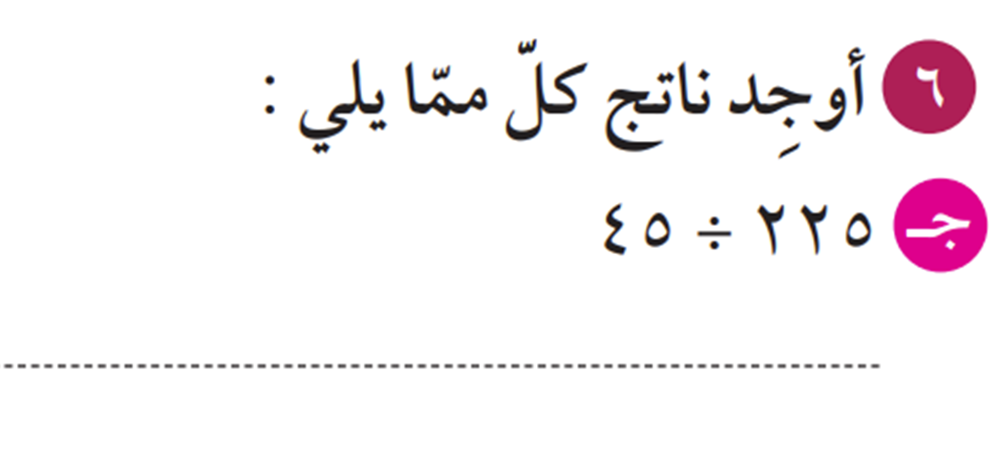 ٦ أوجِد ناتج كلّ ممّا يلي :
جـ ٢٢٥ ÷ ٤٥